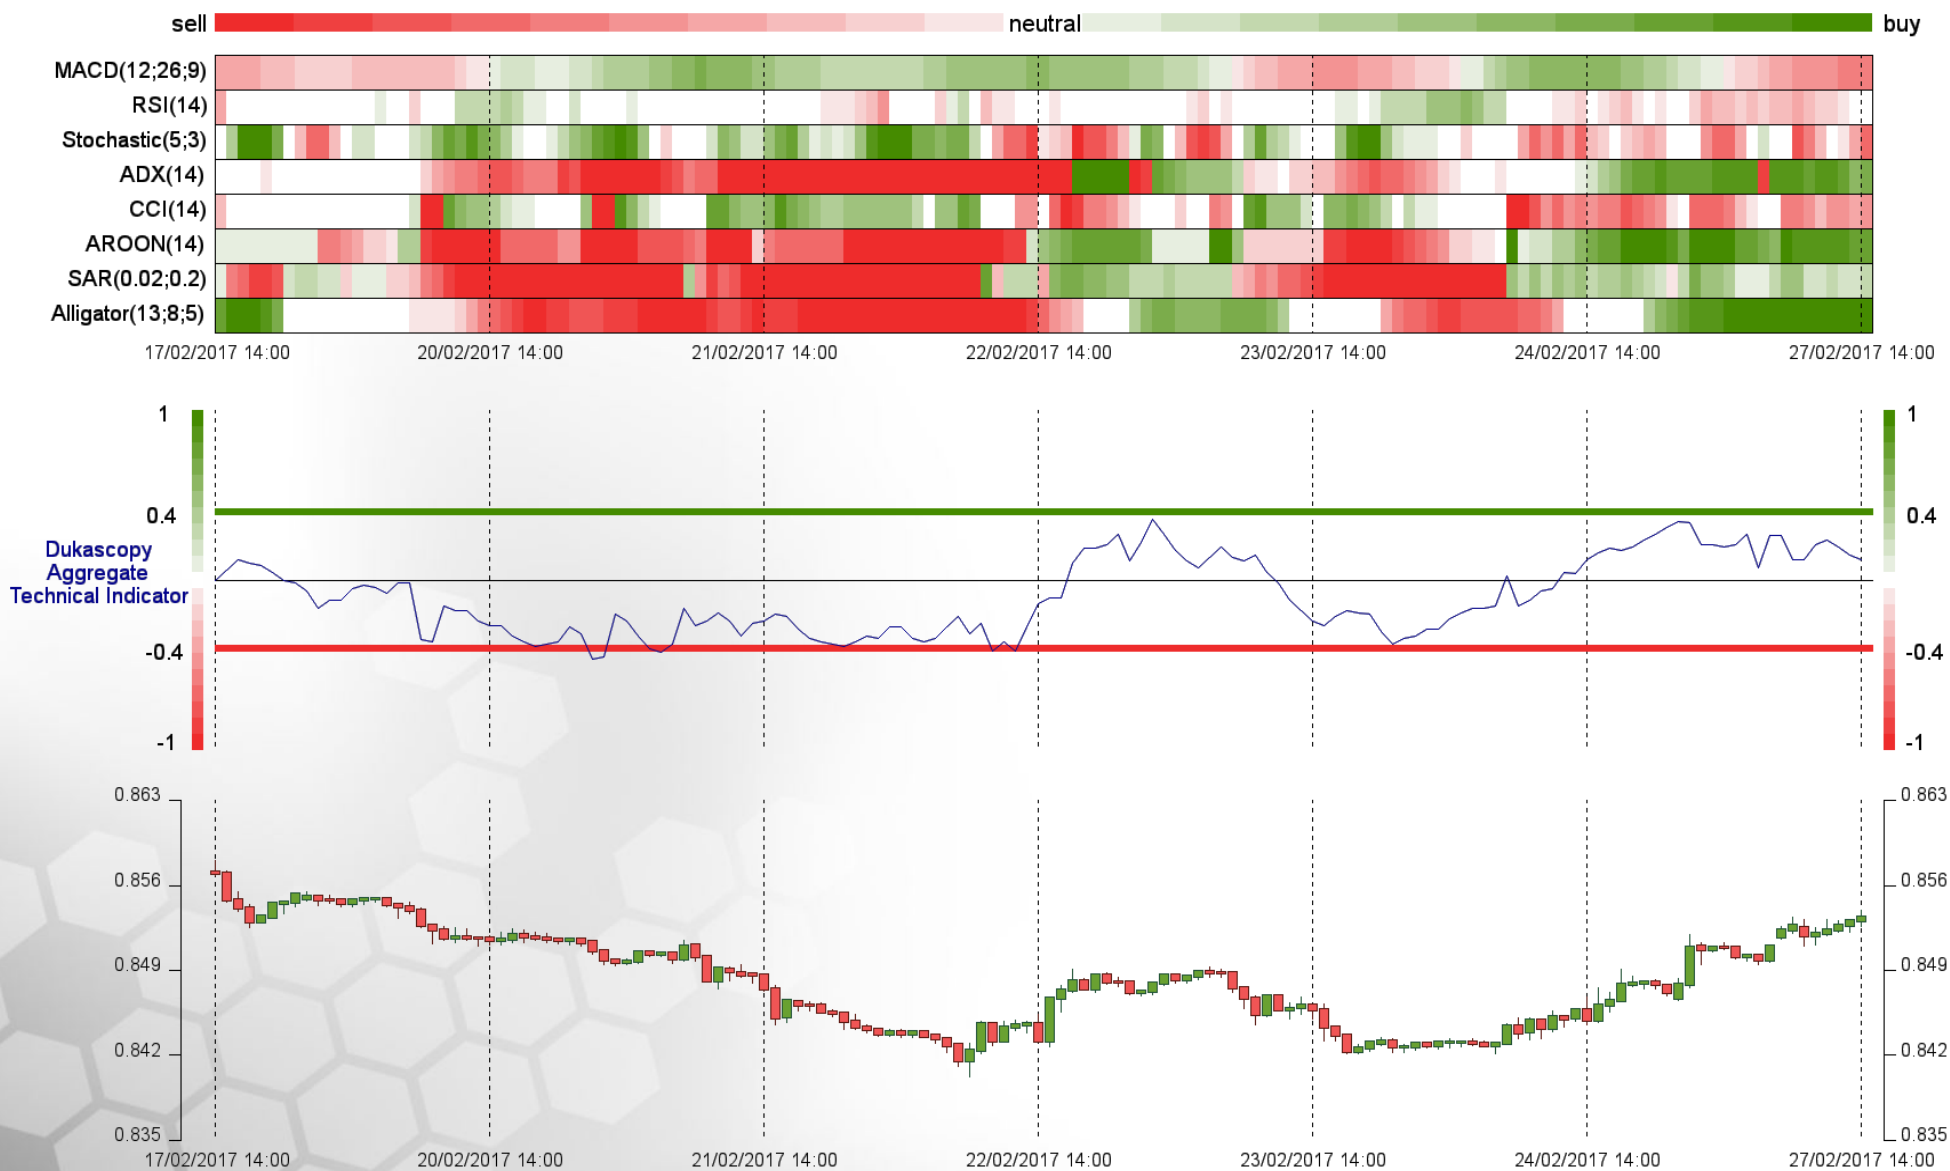 sell neutral buy
MACD(12;26;9)
RSI(14)
Stochastic(5;3)
ADX(14)
CCI(14)
AROON(14)
SAR(0.02;0.2)
Alligator(13;8;5)
17/02/2017 14:00 20/02/2017 14:00 21/02/2017 14:00 22/02/2017 14:00 23/02/2017 14:00 24/02/2017 14:00 27/02/2017 14:00
1 1
0.4 0.4
Dukascopy
Aggregate
Technical Indicator
-0.4 -0.4
-1 -1
0.863 0.863
0.856 0.856
0.849 0.849
0.842 0.842
0.835 0.835
17/02/2017 14:00 20/02/2017 14:00 21/02/2017 14:00 22/02/2017 14:00 23/02/2017 14:00 24/02/2017 14:00 27/02/2017 14:00